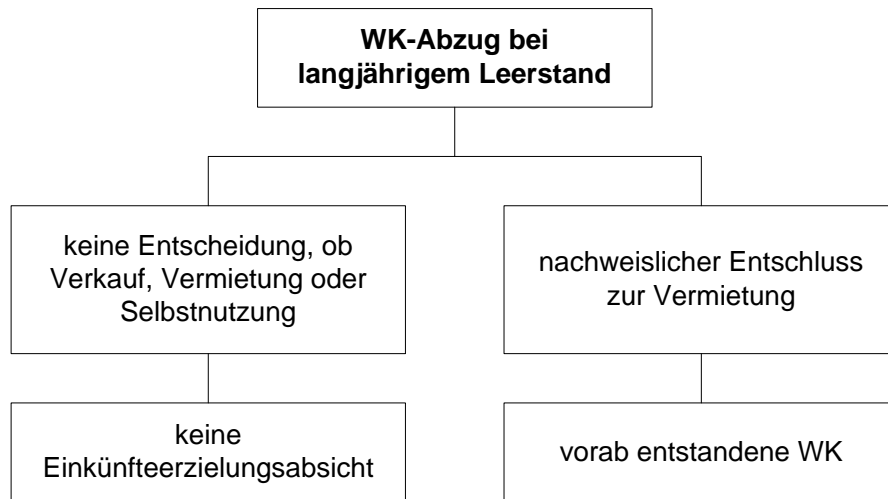 WK-Abzug bei
langjährigem Leerstand
keine Entscheidung, ob
Verkauf, Vermietung oder
Selbstnutzung
nachweislicher Entschluss
zur Vermietung
keine
Einkünfteerzielungsabsicht
vorab entstandene WK